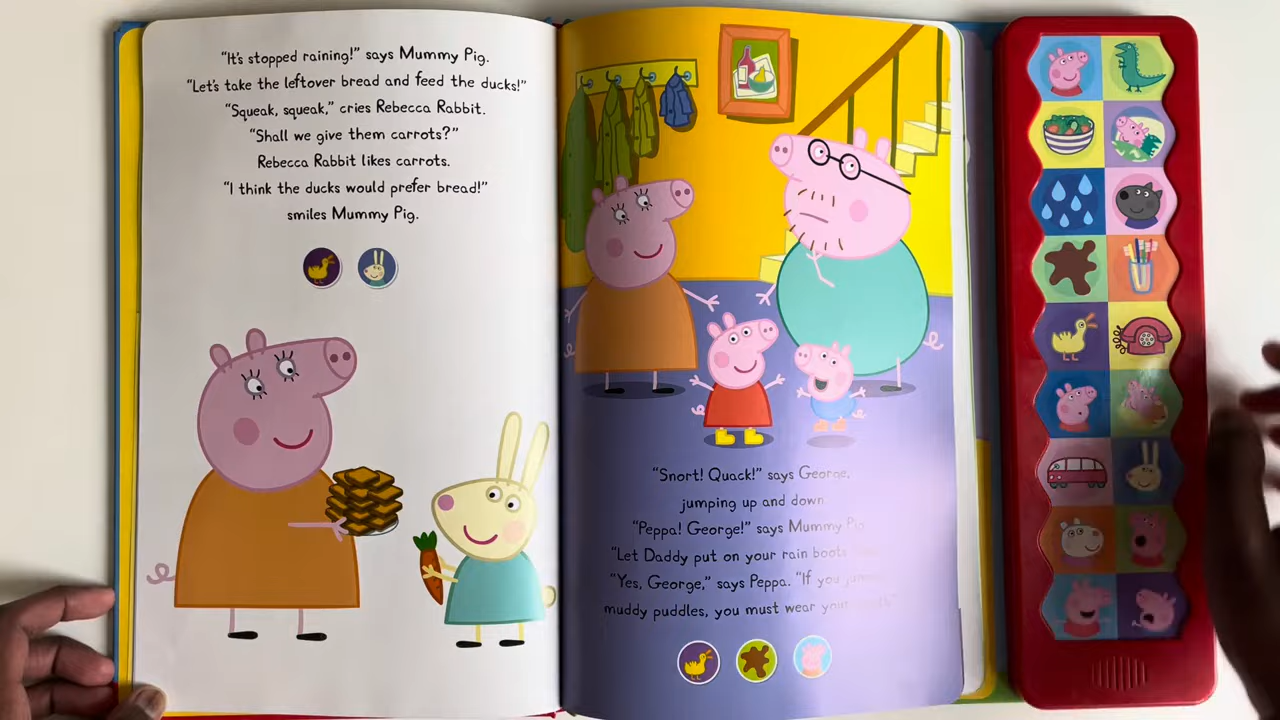 “It’s stopped raining!” says Mummy Pig.
“Let’s take the leftover bread and feed the ducks!”
“Squeak, squeak,” cries Rebecca Rabbit.
“Shall we give them carrots?”
Rebecca Rabbit likes carrots.
“I think the ducks would prefer bread!”
smiles Mummy Pig.
“Snort! Quack!” says George,
jumping up and down.
“Peppa! George!” says Mummy Pig.
“Let Daddy put on your rain boots
“Yes, George,” says Peppa. “If you
muddy puddles, you must wear your